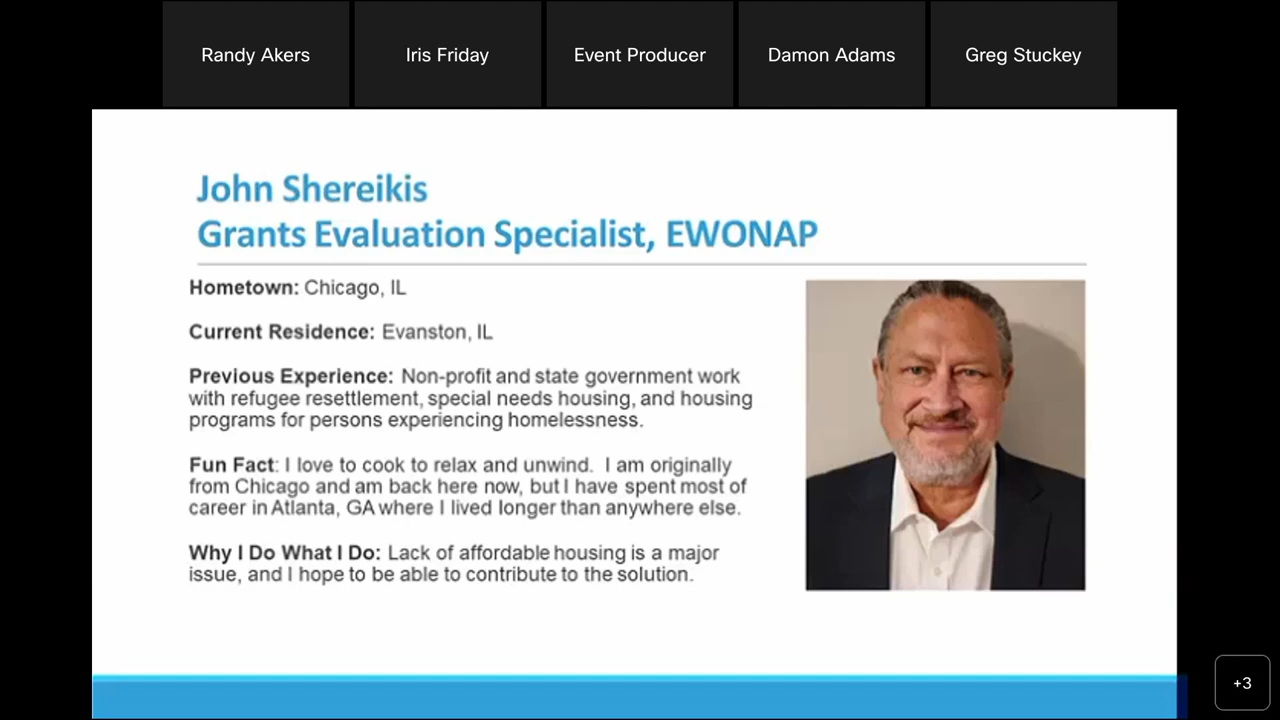 Randy Akers
Iris Friday
Event Producer
Damon Adams
Greg Stuckey
John Shereikis
Grants Evaluation Specialist, EWONAP
Hometown: Chicago, IL
Current Residence: Evanston, IL
Previous Experience: Non-profit and state government work
with refugee resettlement, special needs housing, and housing
programs for persons experiencing homelessness.
Fun Fact: I love to cook to relax and unwind. I am originally
from Chicago and am back here now, but I have spent most of
career in Atlanta, GA where I lived longer than anywhere else.
Why I Do What I Do: Lack of affordable housing is a major
issue, and I hope to be able to contribute to the solution.
+3